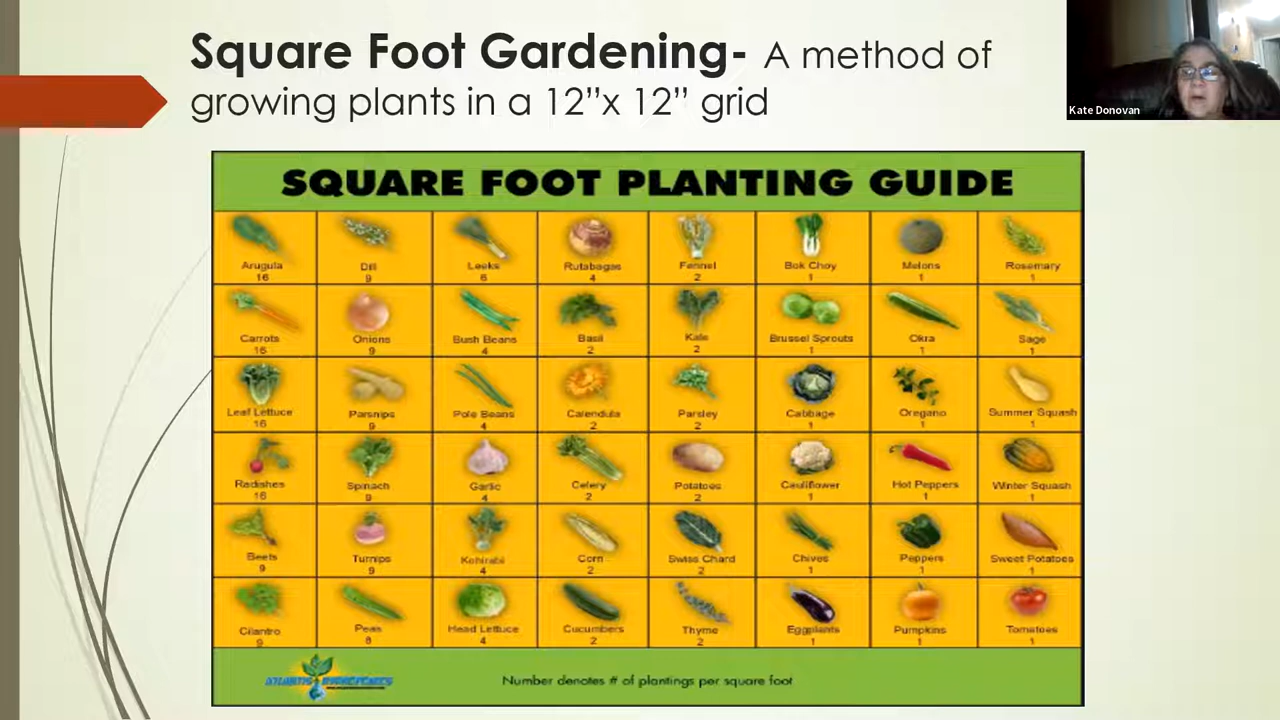 Square Foot Gardening- A method of
growing plants in a 12”x 12” grid
Kate Donovan
SQUARE FOOT PLANTING GUIDE
Arugula Dill Leeks Rutabagas Fennel Bok Choy Melons Rosemary
16 9 6 4 2 1 1 1
Carrots Onions Bush Beans Basil Kale Brussel Sprouts Okra Sage
16 9 4 2 2 1 1 1
Leaf Lettuce Parsnips Pole Beans Calendula Parsley Cabbage Oregano Summer Squash
16 9 4 2 2 1 1 1
Radishes Spinach Garlic Celery Potatoes Cauliflower Hot Peppers Winter Squash
16 9 4 2 2 1 1 1
Beets Turnips Kohlrabi Corn Swiss Chard Chives Peppers Sweet Potatoes
9 9 4 2 2 1 1 1
Cilantro Peas Head Lettuce Cucumbers Thyme Eggplants Pumpkins Tomatoes
9 8 4 2 2 1 1 1
Number denotes # of plantings per square foot